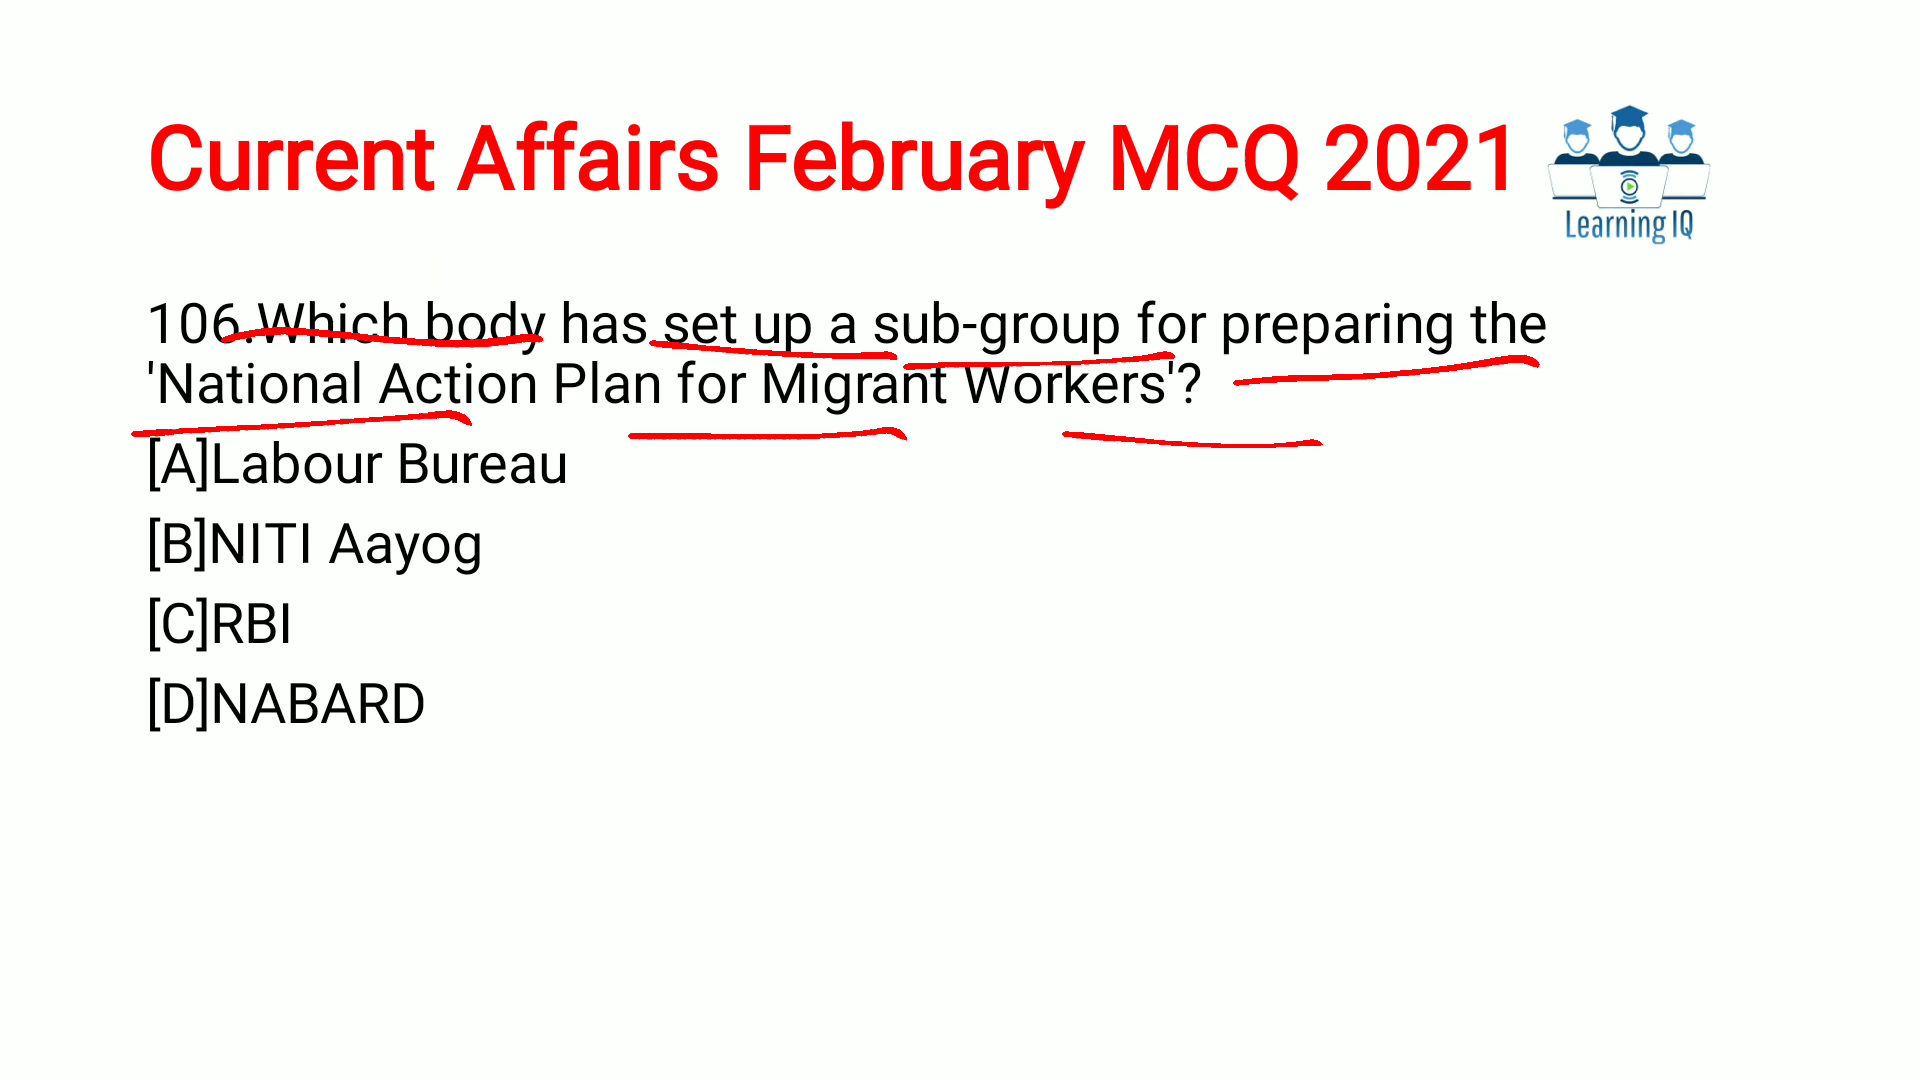 Current Affairs February MCQ 2021
Learning IQ
106.Which body has set up a sub-group for preparing the
'National Action Plan for Migrant Workers'?
[A]Labour Bureau
[B]NITI Aayog
[C]RBI
[D]NABARD